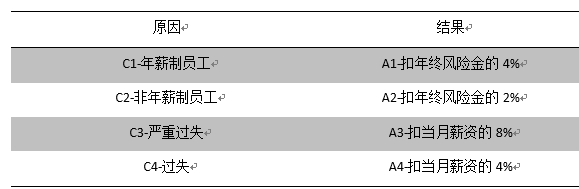 原因 结果
C1-年薪制员工 A1-扣年终风险金的 4%
C2-非年薪制员工 A2-扣年终风险金的 2%
C3-严重过失 A3-扣当月薪资的 8%
C4-过失 A4-扣当月薪资的 4%